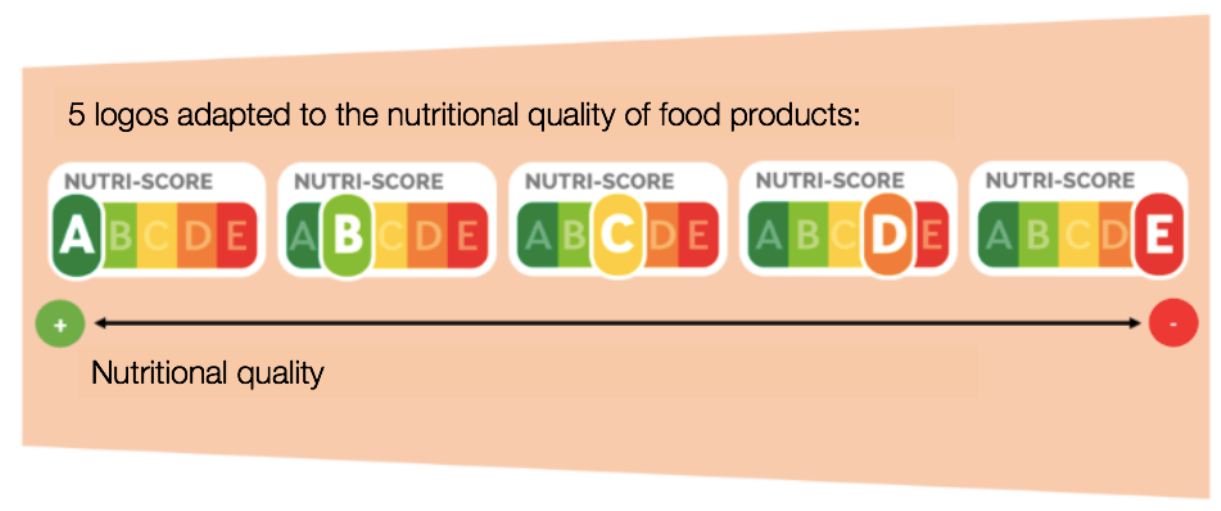 5 logos adapted to the nutritional quality of food products:
NUTRI-SCORE NUTRI-SCORE NUTRI-SCORE NUTRI-SCORE NUTRI-SCORE
A B C D E A B C D E A B C D E A B C D E A B C D E
+ -
Nutritional quality